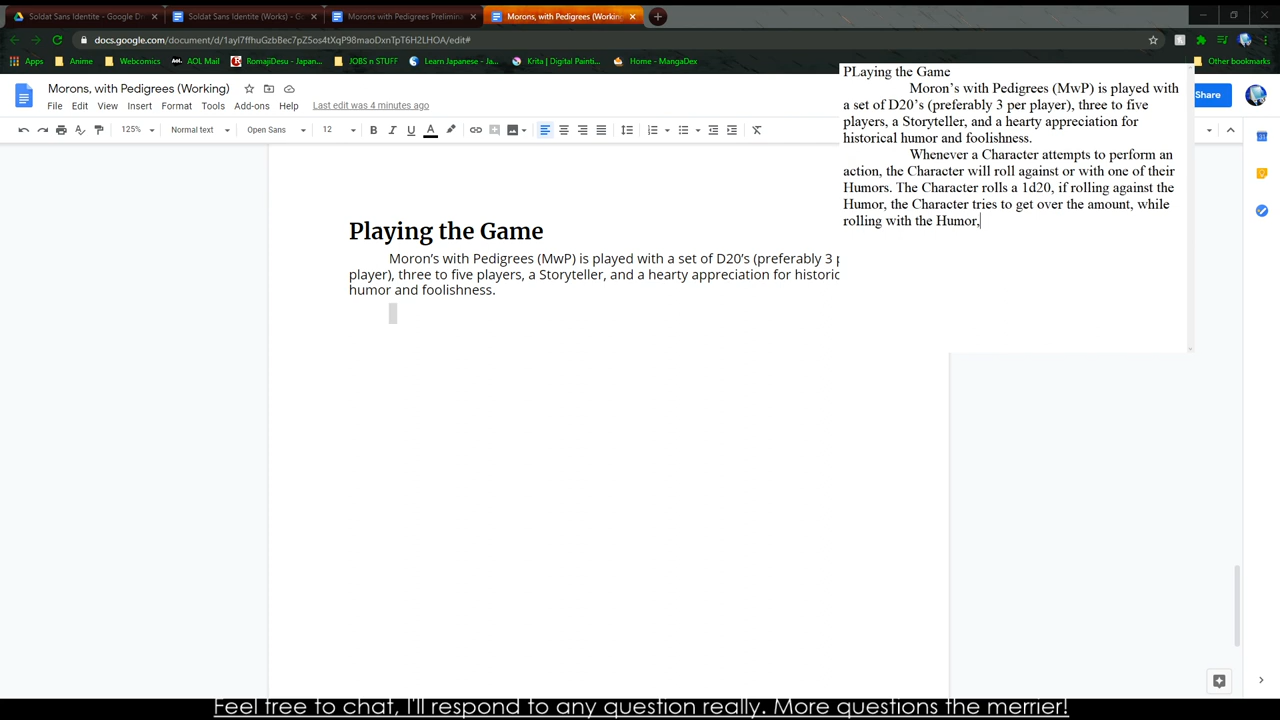 Soldat Sans Identite - Google Dr
Soldat Sans Identite (Works) - Go
Morons with Pedigrees Prelimina
Morons, with Pedigrees (Working
docs.google.com/document/d/1ayl7ffhuGzbBec7pZ5os4tXqP98maoDxnTpT6H2LHOA/edit#
Apps
Anime
Webcomics
AOL Mail
RomajiDesu - Japan...
JOBS n STUFF
Learn Japanese - Ja...
Krita | Digital Painti...
Home - MangaDex
Other bookmarks
Morons, with Pedigrees (Working)
File Edit View Insert Format Tools Add-ons Help Last edit was 4 minutes ago
Share
125% Normal text Open Sans 12 B I U A
Playing the Game
Moron's with Pedigrees (MwP) is played with a set of D20's (preferably 3 p
player), three to five players, a Storyteller, and a hearty appreciation for historic
humor and foolishness.
PLaying the Game
Moron's with Pedigrees (MwP) is played with
a set of D20's (preferably 3 per player), three to five
players, a Storyteller, and a hearty appreciation for
historical humor and foolishness.
Whenever a Character attempts to perform an
action, the Character will roll against or with one of their
Humors. The Character rolls a 1d20, if rolling against the
Humor, the Character tries to get over the amount, while
rolling with the Humor,
Feel free to chat, I'll respond to any question really. More questions the merrier!